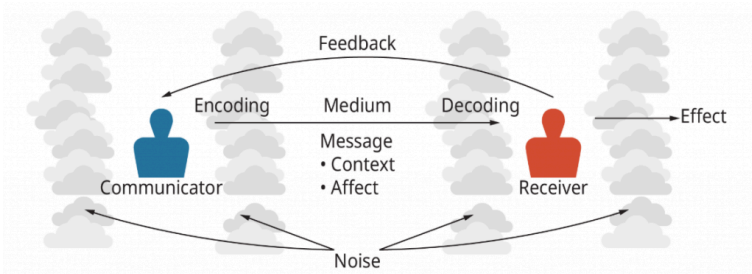 Feedback
Encoding
Medium
Decoding
Effect
Message
• Context
• Affect
Communicator
Receiver
Noise